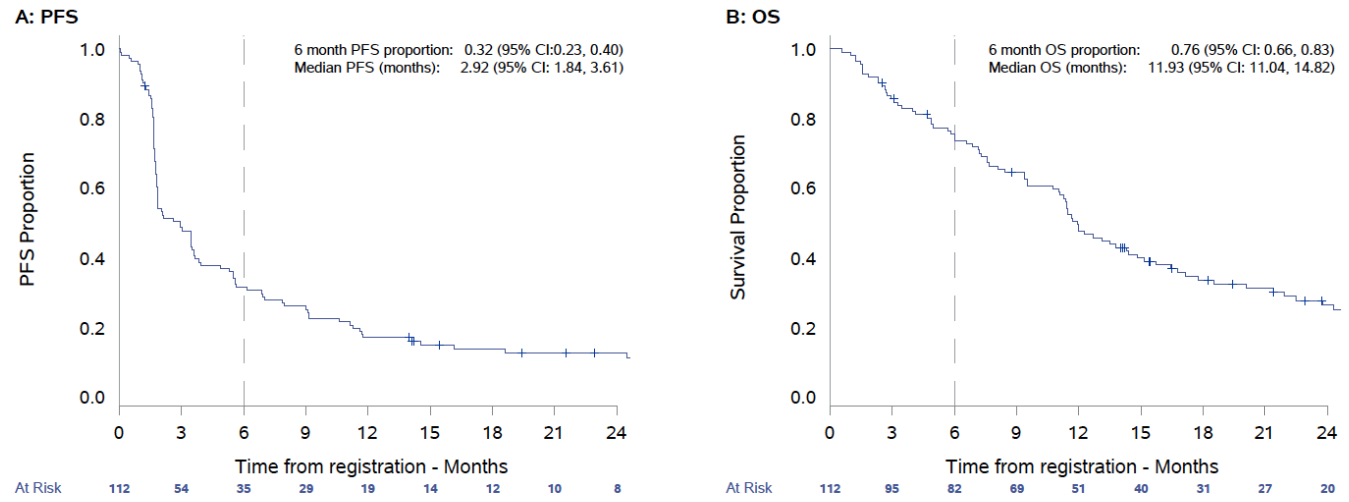 A: PFS
6 month PFS proportion: 0.32 (95% CI:0.23, 0.40)
Median PFS (months): 2.92 (95% CI: 1.84, 3.61)
PFS Proportion
1.0
0.8
0.6
0.4
0.2
0.0
0 3 6 9 12 15 18 21 24
Time from registration - Months
At Risk 112 54 35 29 19 14 12 10 8
B: OS
6 month OS proportion: 0.76 (95% CI: 0.66, 0.83)
Median OS (months): 11.93 (95% CI: 11.04, 14.82)
Survival Proportion
1.0
0.8
0.6
0.4
0.2
0.0
0 3 6 9 12 15 18 21 24
Time from registration - Months
At Risk 112 95 82 69 51 40 31 27 20